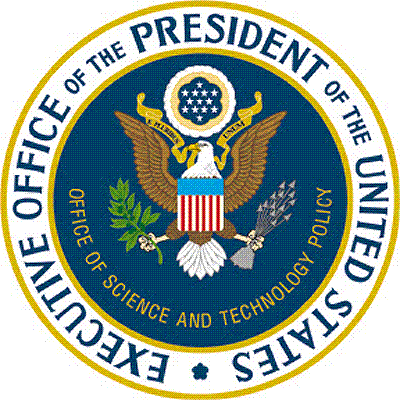 EXECUTIVE OFFICE OF THE PRESIDENT OF THE UNITED STATES
OFFICE OF SCIENCE AND TECHNOLOGY POLICY